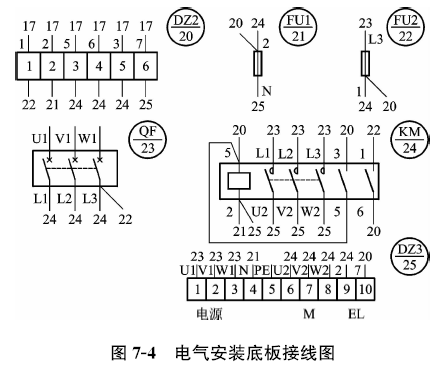 17 17 17 17 17 17
1 2 5 6 3 7
1 2 3 4 5 6
22 21 24 24 24 25
DZ2
20
20 24
2
N
25
FU1
21
23
L3
1
24 20
FU2
22
U1 V1 W1
L1 L2 L3
24 24 24 22
QF
23
20 23 23 23 20 22
5 L1 L2 L3 3 1
2 U2 V2 W2 5 6
21 25 25 25 25 20
KM
24
23 23 23 21 24 24 24 24 20
U1 V1 W1 N PE U2 V2 W2 2 7
1 2 3 4 5 6 7 8 9 10
电源 M EL
DZ3
25
图 7-4 电气安装底板接线图